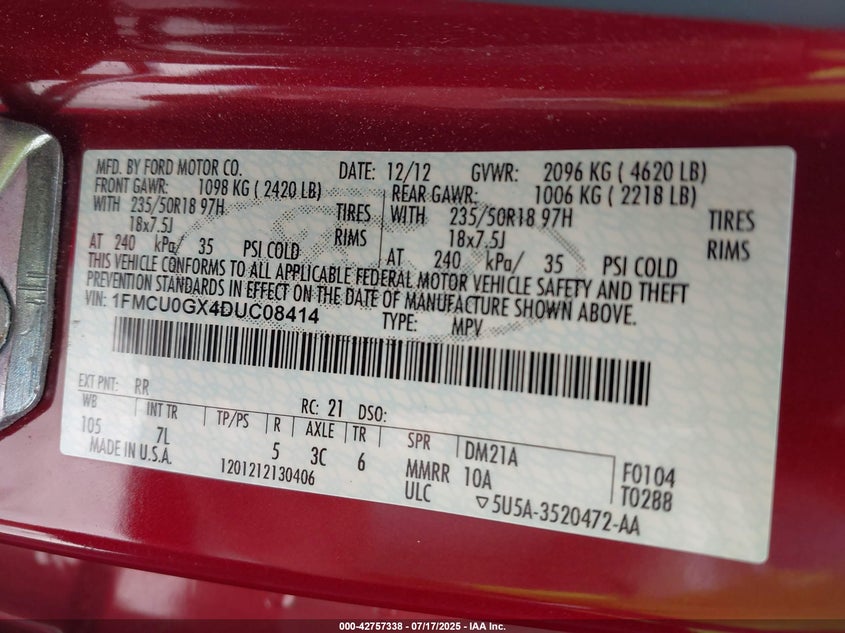 MFD. BY FORD MOTOR CO. DATE: 12/12 GVWR: 2096 KG ( 4620 LB)
FRONT GAWR: 1098 KG ( 2420 LB) REAR GAWR: 1006 KG ( 2218 LB)
WITH 235/50R18 97H TIRES WITH 235/50R18 97H TIRES
18x7.5J RIMS 18x7.5J RIMS
AT 240 kPa/ 35 PSI COLD AT 240 kPa/ 35 PSI COLD
THIS VEHICLE CONFORMS TO ALL APPLICABLE FEDERAL MOTOR VEHICLE SAFETY AND THEFT
PREVENTION STANDARDS IN EFFECT ON THE DATE OF MANUFACTURE SHOWN ABOVE.
VIN: 1FMCU0GX4DUC08414 TYPE: MPV
EXT PNT: RR RC: 21 DSO:
WB INT TR TP/PS R AXLE TR SPR DM21A F0104
105 7L 5 3C 6 MMRR 10A T0288
MADE IN U.S.A. 1201212130406 ULC ▽5U5A-3520472-AA
000-42757338 - 07/17/2025 - IAA Inc.